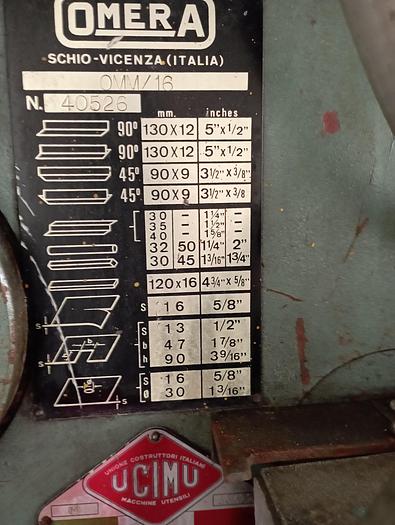 OMERA
SCHIO-VICENZA (ITALIA)
OMM/16
N. 40526
mm. inches
90° 130X12 5"x1/2"
90° 130X12 5"x1/2"
45° 90X9 3 1/2"x3/8"
45° 90X9 3 1/2"x3/8
30 – 1 1/4" –
35 – 1 1/2" –
40 – 1 5/8" –
32 50 1 1/4" 2"
30 45 1 3/16" 1 3/4"
120x16 4 3/4"x5/8"
s S 16 5/8"
S 13 1/2"
s b h b 47 1 7/8"
h 90 3 9/16"
S 16 5/8"
ø s Ø 30 1 3/16"
UNIONE COSTRUTTORI ITALIANI
UCIMU
MACCHINE UTENSILI